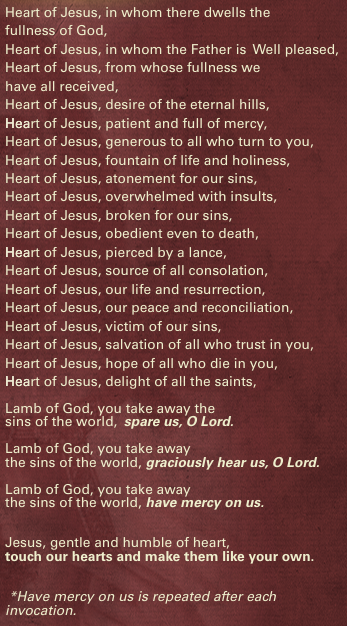 Heart of Jesus, in whom there dwells the
fullness of God,
Heart of Jesus, in whom the Father is Well pleased,
Heart of Jesus, from whose fullness we
have all received,
Heart of Jesus, desire of the eternal hills,
Heart of Jesus, patient and full of mercy,
Heart of Jesus, generous to all who turn to you,
Heart of Jesus, fountain of life and holiness,
Heart of Jesus, atonement for our sins,
Heart of Jesus, overwhelmed with insults,
Heart of Jesus, broken for our sins,
Heart of Jesus, obedient even to death,
Heart of Jesus, pierced by a lance,
Heart of Jesus, source of all consolation,
Heart of Jesus, our life and resurrection,
Heart of Jesus, our peace and reconciliation,
Heart of Jesus, victim of our sins,
Heart of Jesus, salvation of all who trust in you,
Heart of Jesus, hope of all who die in you,
Heart of Jesus, delight of all the saints,
Lamb of God, you take away the
sins of the world, spare us, O Lord.
Lamb of God, you take away
the sins of the world, graciously hear us, O Lord.
Lamb of God, you take away
the sins of the world, have mercy on us.
Jesus, gentle and humble of heart,
touch our hearts and make them like your own.
*Have mercy on us is repeated after each
invocation.